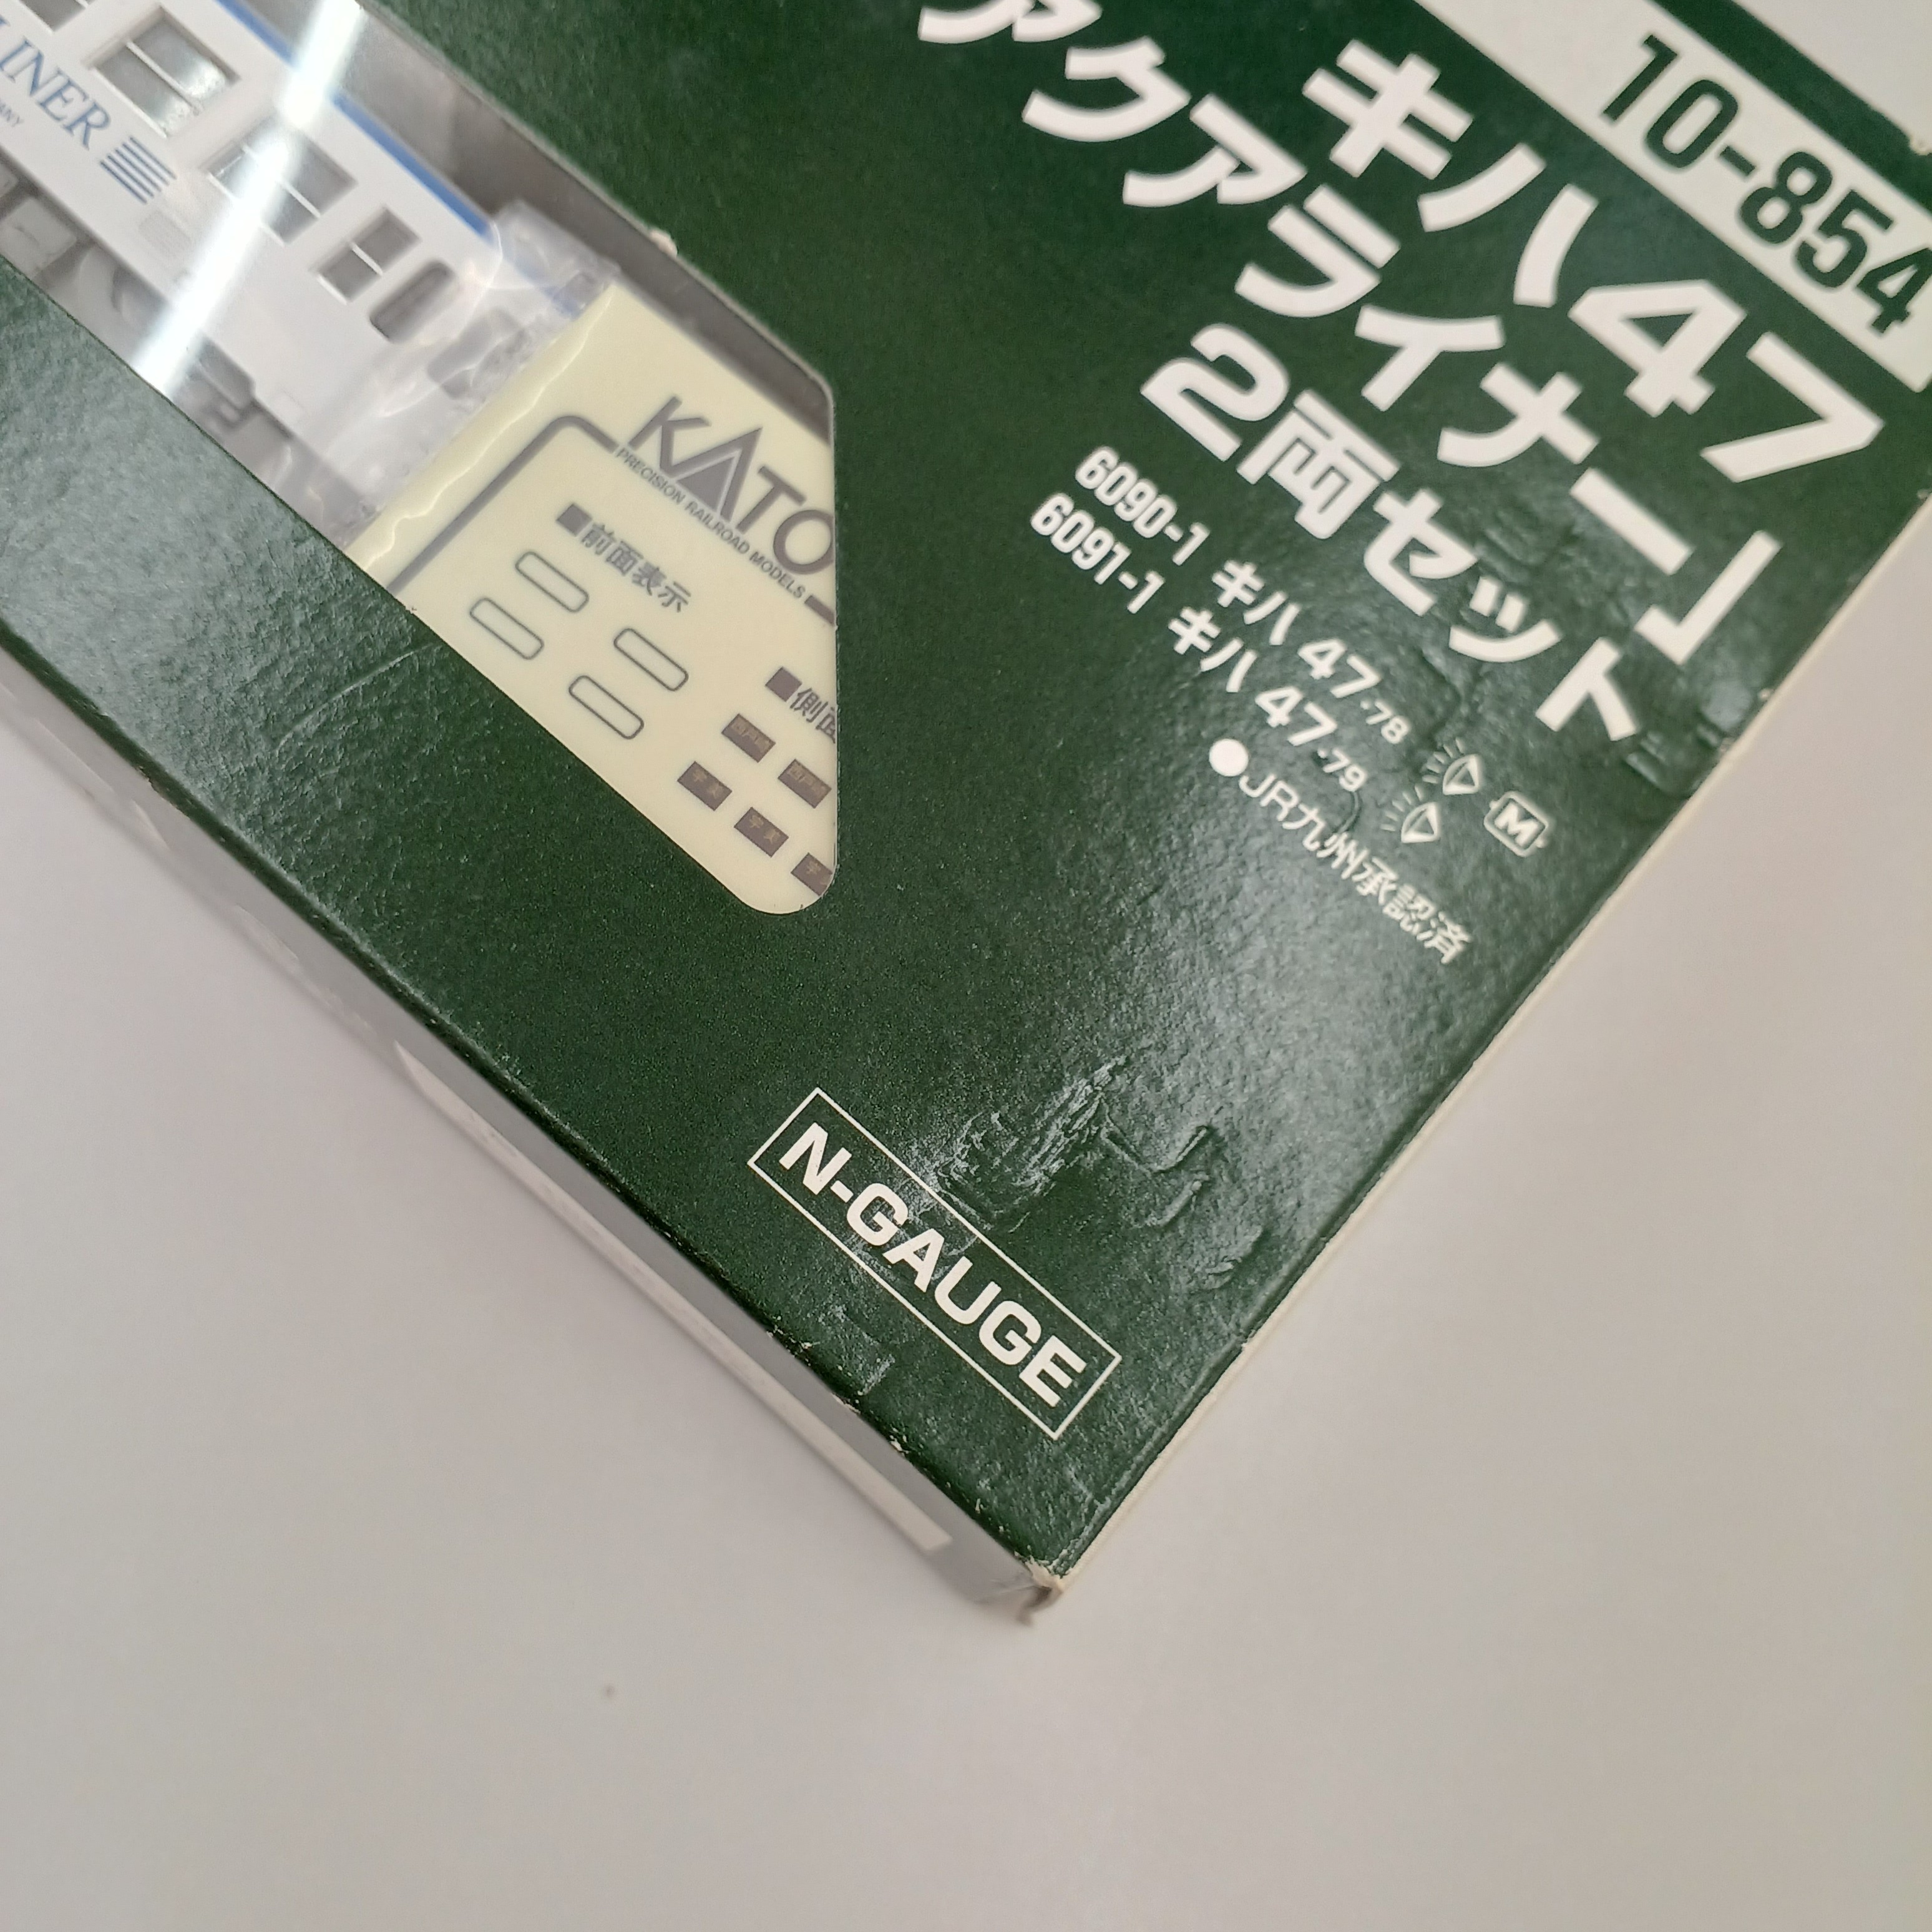 10-854
キハ47
アクアライナー」
2両セット
6090-1 キハ 47・78 M
6091-1 キハ 47・79
●JR九州承認済
N-GAUGE
KATO
PRECISION RAILROAD MODELS
■前面表示
■側面
INER